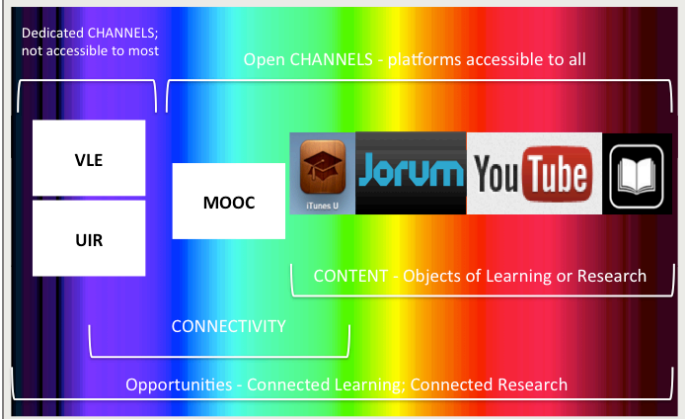 Dedicated CHANNELS;
not accessible to most
Open CHANNELS - platforms accessible to all
VLE
UIR
MOOC
iTunes U
Jorum
YouTube
CONTENT - Objects of Learning or Research
CONNECTIVITY
Opportunities - Connected Learning; Connected Research